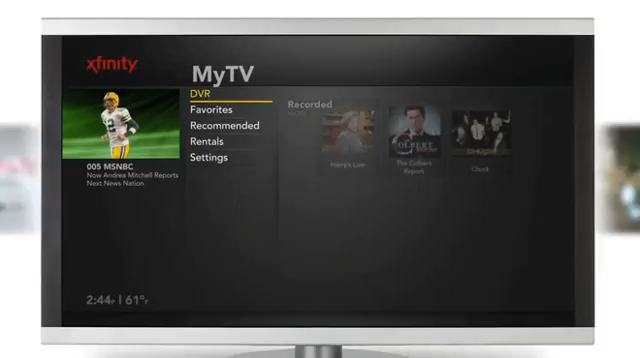 xfinity
MyTV
DVR
Favorites
Recommended
Rentals
Settings
005 MSNBC
Now Andrea Mitchell Reports
Next News Nation
Recorded
Harry's Law
The Colbert
Report
Chuck
2:44P | 61°F